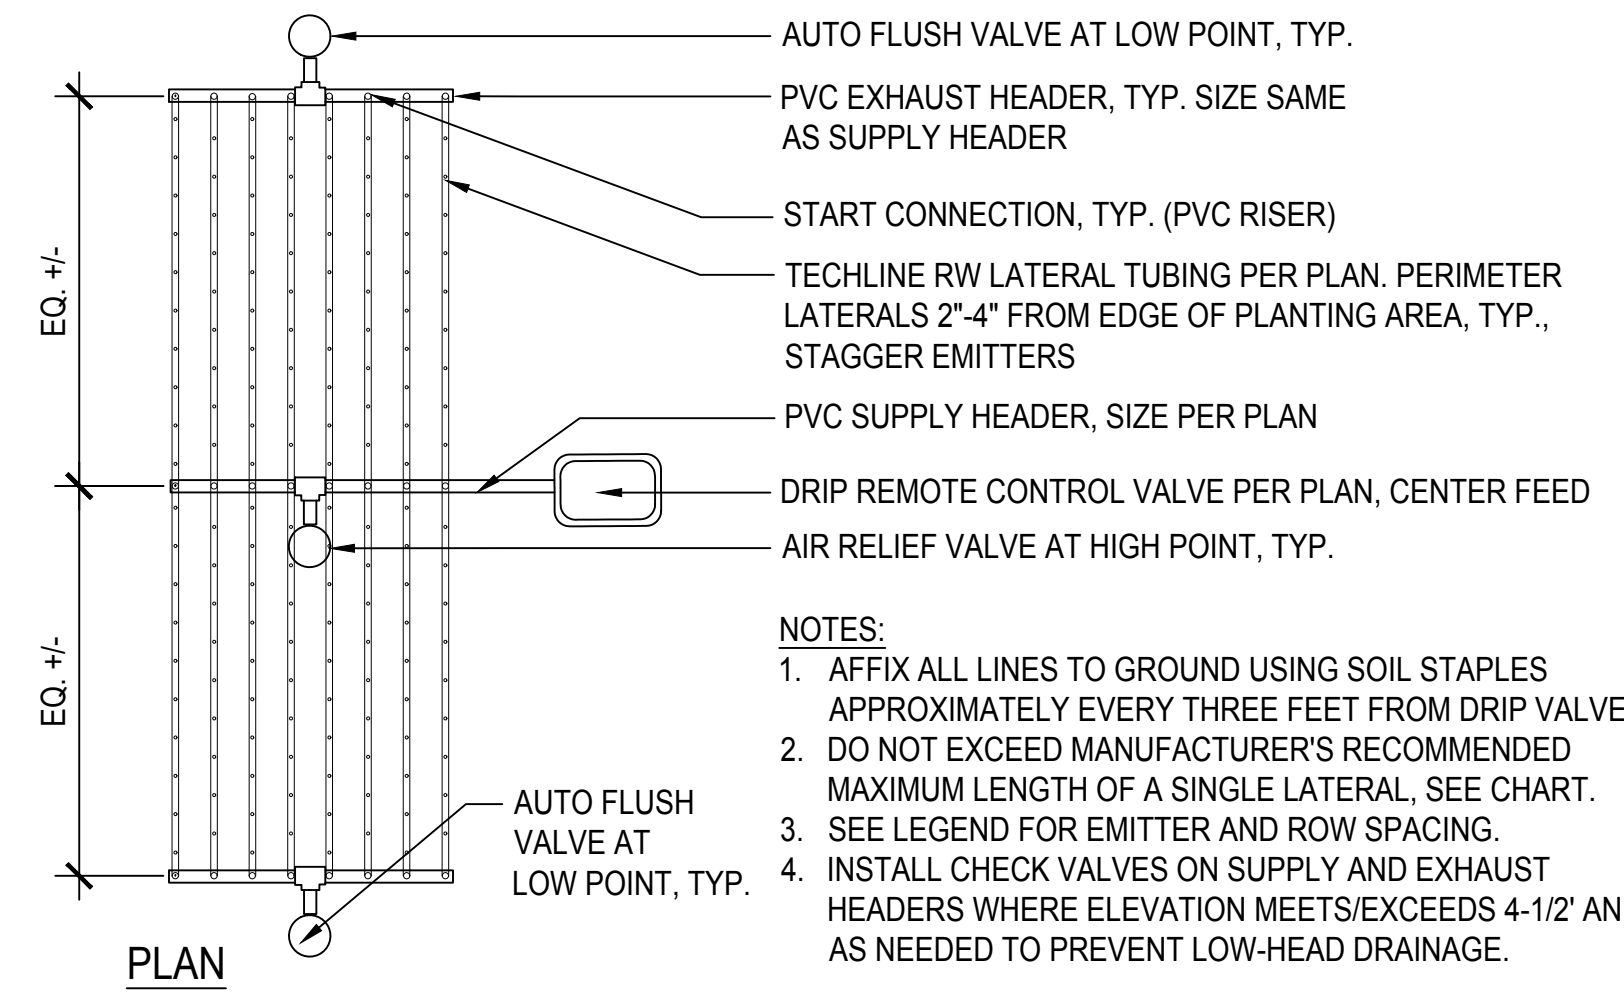 AUTO FLUSH VALVE AT LOW POINT, TYP.
PVC EXHAUST HEADER, TYP. SIZE SAME
AS SUPPLY HEADER
START CONNECTION, TYP. (PVC RISER)
TECHLINE RW LATERAL TUBING PER PLAN. PERIMETER
LATERALS 2"-4" FROM EDGE OF PLANTING AREA, TYP.,
STAGGER EMITTERS
PVC SUPPLY HEADER, SIZE PER PLAN
DRIP REMOTE CONTROL VALVE PER PLAN, CENTER FEED
AIR RELIEF VALVE AT HIGH POINT, TYP.
EQ. +/-
EQ. +/-
AUTO FLUSH
VALVE AT
LOW POINT, TYP.
PLAN
NOTES:
1. AFFIX ALL LINES TO GROUND USING SOIL STAPLES
APPROXIMATELY EVERY THREE FEET FROM DRIP VALVE
2. DO NOT EXCEED MANUFACTURER'S RECOMMENDED
MAXIMUM LENGTH OF A SINGLE LATERAL, SEE CHART.
3. SEE LEGEND FOR EMITTER AND ROW SPACING.
4. INSTALL CHECK VALVES ON SUPPLY AND EXHAUST
HEADERS WHERE ELEVATION MEETS/EXCEEDS 4-1/2' AN
AS NEEDED TO PREVENT LOW-HEAD DRAINAGE.